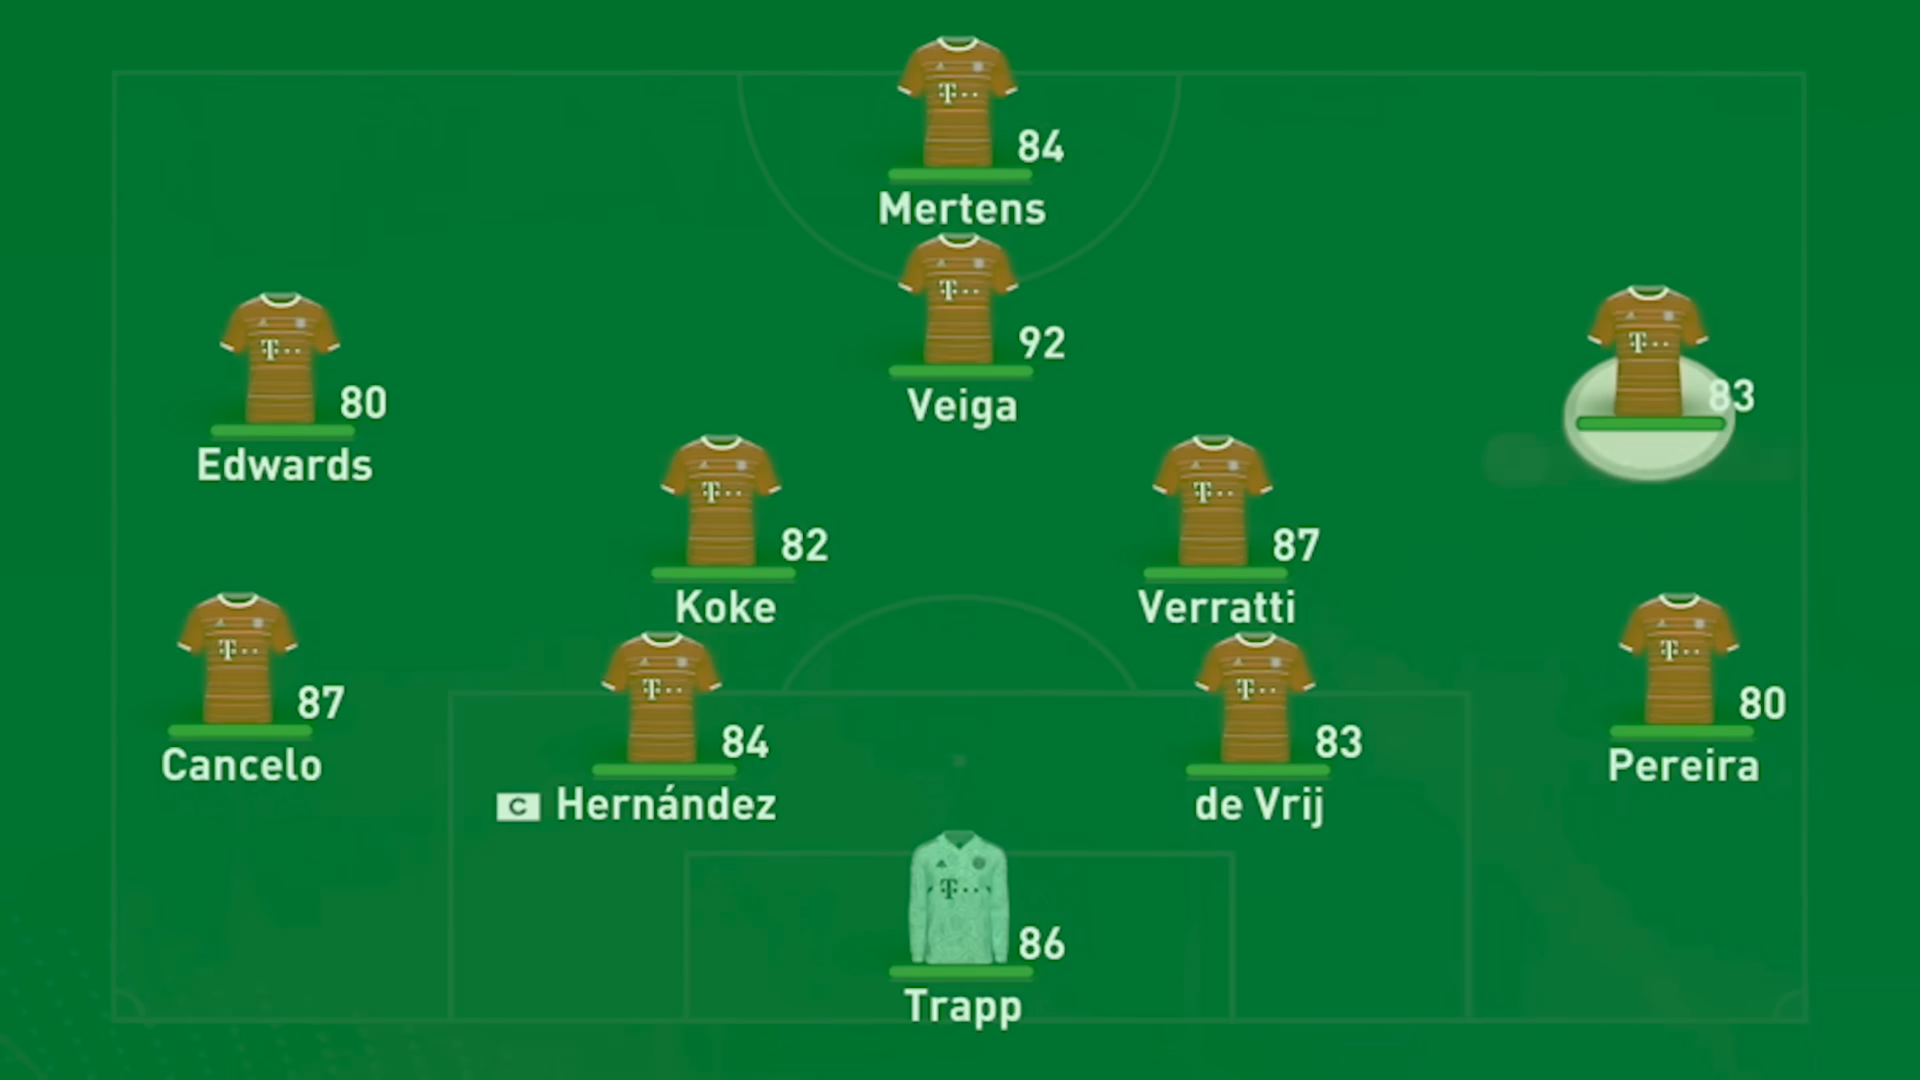 84
Mertens
92
Veiga
80
Edwards
83
82
Koke
87
Verratti
87
Cancelo
84
C Hernández
83
de Vrij
80
Pereira
86
Trapp